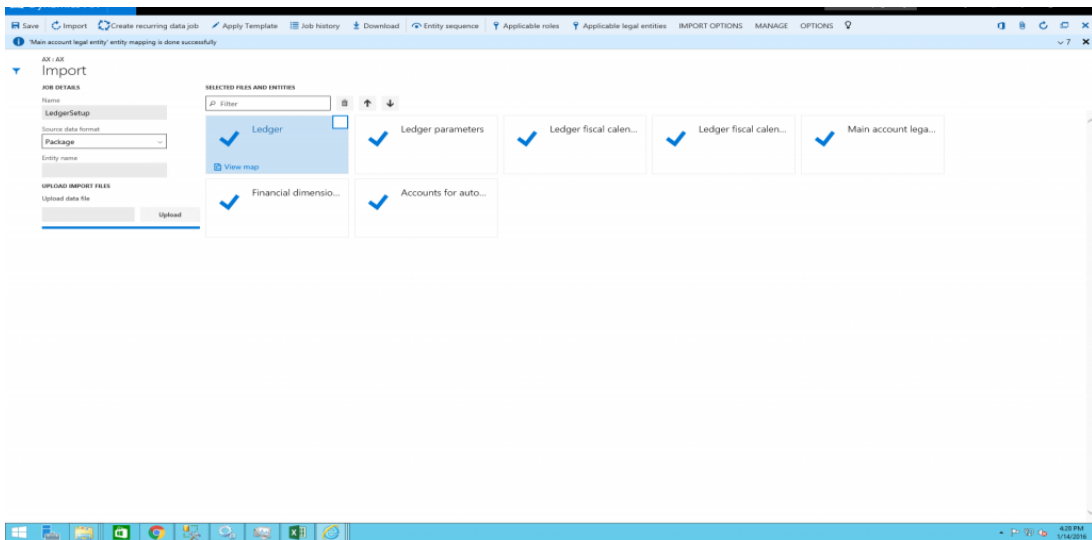 Save Import Create recurring data job Apply Template Job history Download Entity sequence Applicable roles Applicable legal entities IMPORT OPTIONS MANAGE OPTIONS
'Main account legal entity' entity mapping is done successfully 7
AX : AX
Import
JOB DETAILS
Name
LedgerSetup
Source data format
Package
Entity name
UPLOAD IMPORT FILES
Upload data file
Upload
SELECTED FILES AND ENTITIES
Filter
Ledger
View map
Ledger parameters
Ledger fiscal calen...
Ledger fiscal calen...
Main account lega...
Financial dimensio...
Accounts for auto...
4:20 PM
1/14/2016